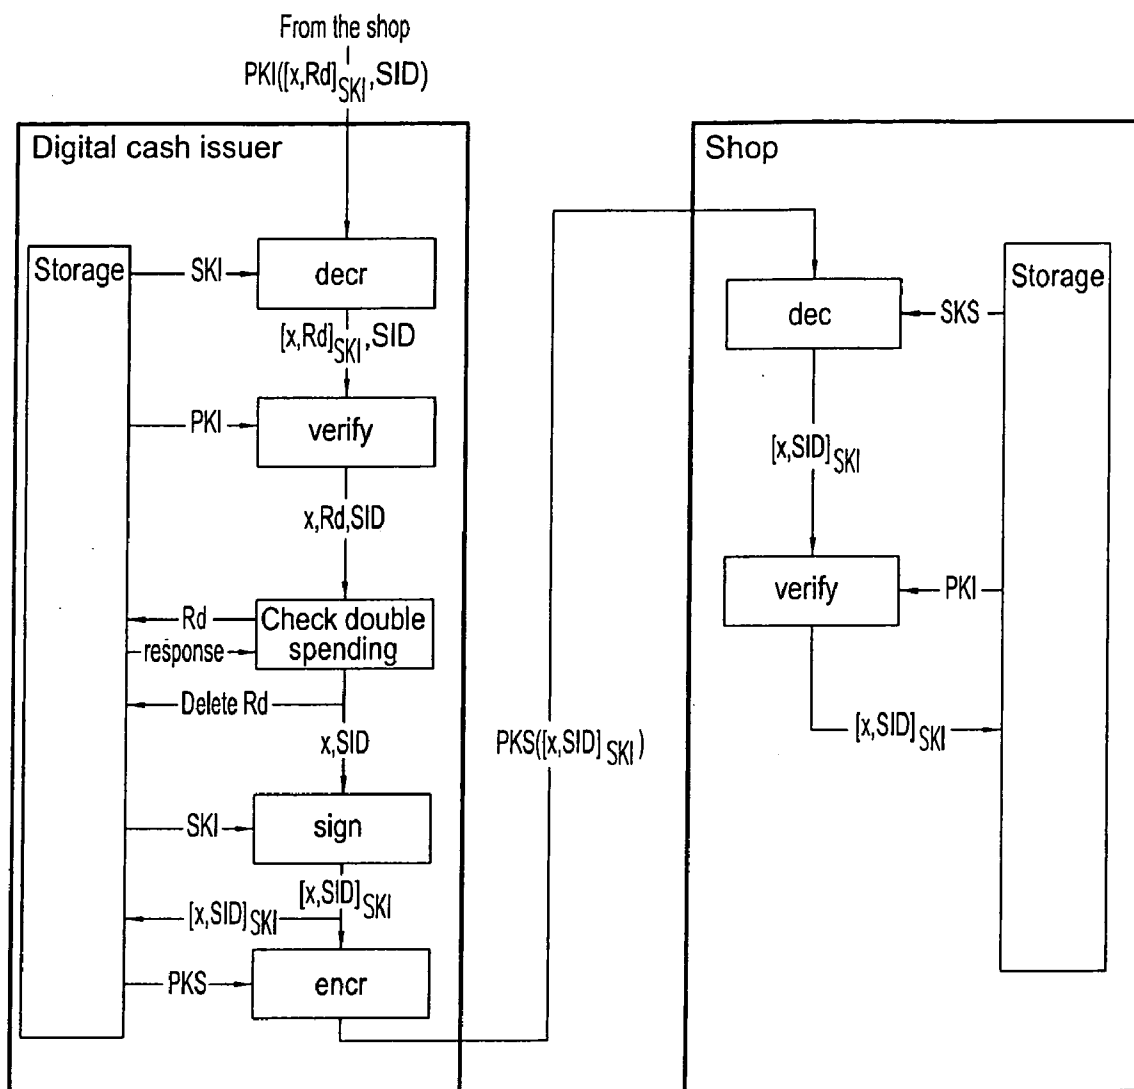 From the shop
PKI([x,Rd]SKI,SID)
Digital cash issuer
Storage
SKI
decr
[x,Rd]SKI,SID
PKI
verify
x,Rd,SID
Rd
Check double
spending
response
Delete Rd
x,SID
SKI
sign
[x,SID]SKI
[x,SID]SKI
PKS
encr
PKS([x,SID]SKI)
Shop
Storage
dec
SKS
[x,SID]SKI
verify
PKI
[x,SID]SKI